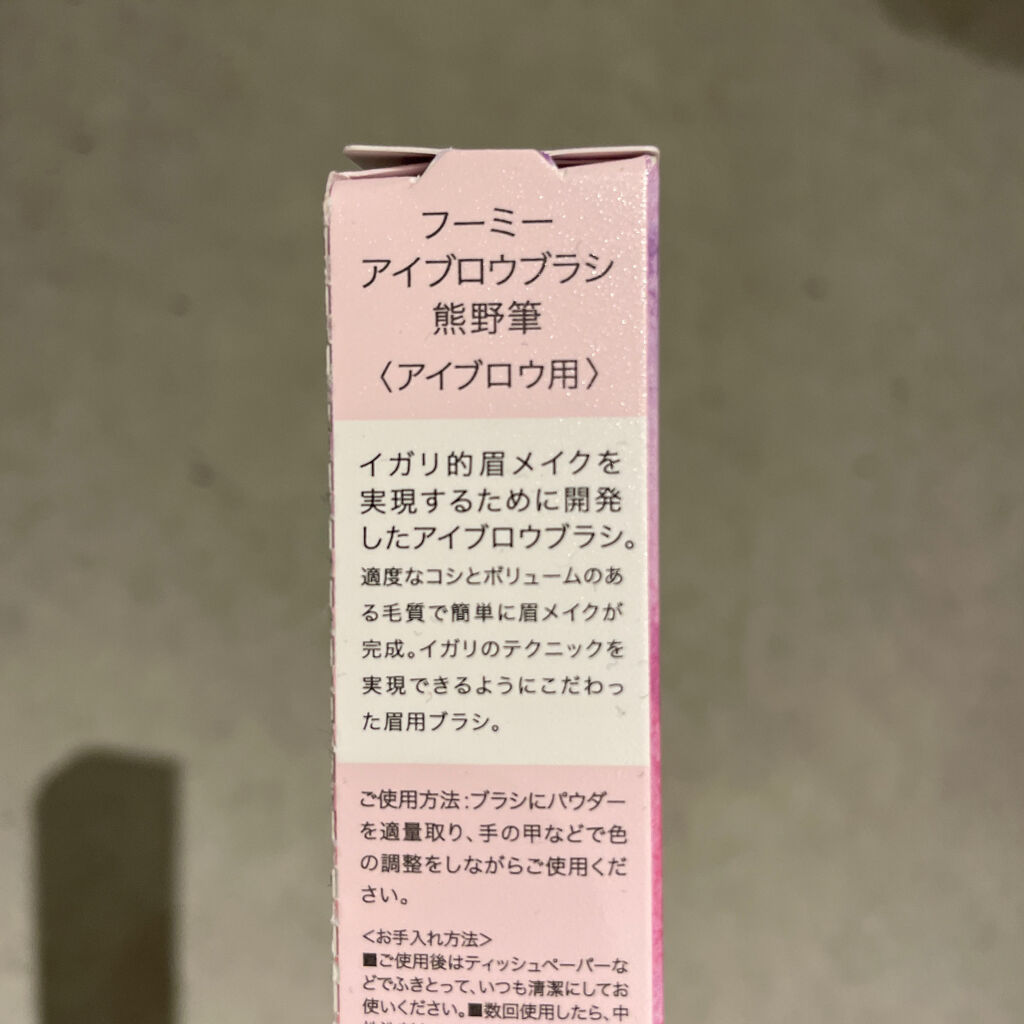 フーミー
アイブロウブラシ
熊野筆
〈アイブロウ用〉
イガリ的眉メイクを
実現するために開発
したアイブロウブラシ。
適度なコシとボリュームのあ
る毛質で簡単に眉メイクが
完成。イガリのテクニックを
実現できるようにこだわっ
た眉用ブラシ。
ご使用方法:ブラシにパウダー
を適量取り、手の甲などで色
の調整をしながらご使用くだ
さい。
<お手入れ方法>
■ご使用後はティッシュペーパーな
どでふきとって、いつも清潔にしてお
使いください。■数回使用したら、中